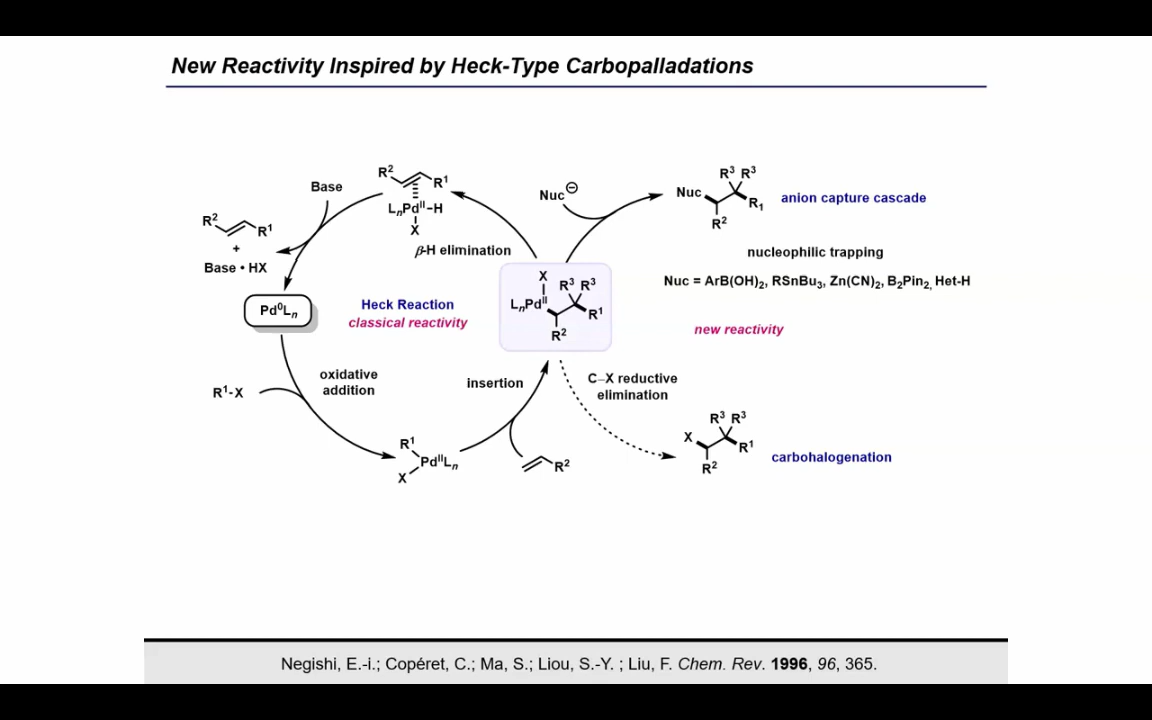 New Reactivity Inspired by Heck-Type Carbopalladations
R² R¹
LₙPdᴵᴵ–H
X
Base
R² R¹
+
Base • HX
β-H elimination
Nuc⊖
R³ R³
Nuc R₁
R²
anion capture cascade
nucleophilic trapping
Nuc = ArB(OH)₂, RSnBu₃, Zn(CN)₂, B₂Pin₂, Het-H
Pd⁰Lₙ
Heck Reaction
classical reactivity
X
R³ R³
LₙPdᴵᴵ R¹
R²
new reactivity
R¹-X
oxidative
addition
insertion
C–X reductive
elimination
R¹
PdᴵᴵLₙ
X
R²
R³ R³
X R¹
R²
carbohalogenation
Negishi, E.-i.; Copéret, C.; Ma, S.; Liou, S.-Y. ; Liu, F. Chem. Rev. 1996, 96, 365.